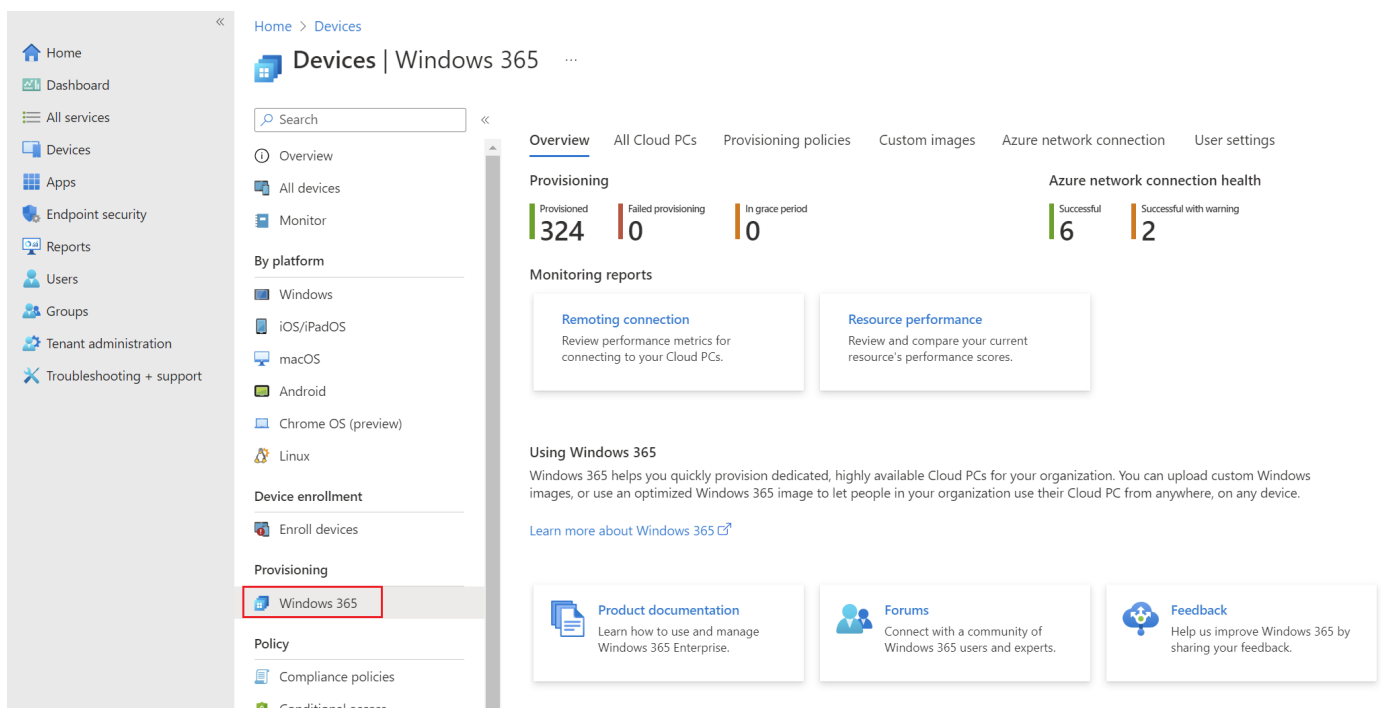 «
Home
Dashboard
All services
Devices
Apps
Endpoint security
Reports
Users
Groups
Tenant administration
Troubleshooting + support
Home > Devices
Devices | Windows 365 ...
Search «
Overview
All devices
Monitor
By platform
Windows
iOS/iPadOS
macOS
Android
Chrome OS (preview)
Linux
Device enrollment
Enroll devices
Provisioning
Windows 365
Policy
Compliance policies
Conditional access
Overview All Cloud PCs Provisioning policies Custom images Azure network connection User settings
Provisioning
Provisioned Failed provisioning In grace period
324 0 0
Azure network connection health
Successful Successful with warning
6 2
Monitoring reports
Remoting connection
Review performance metrics for
connecting to your Cloud PCs.
Resource performance
Review and compare your current
resource's performance scores.
Using Windows 365
Windows 365 helps you quickly provision dedicated, highly available Cloud PCs for your organization. You can upload custom Windows
images, or use an optimized Windows 365 image to let people in your organization use their Cloud PC from anywhere, on any device.
Learn more about Windows 365
Product documentation
Learn how to use and manage
Windows 365 Enterprise.
Forums
Connect with a community of
Windows 365 users and experts.
Feedback
Help us improve Windows 365 by
sharing your feedback.